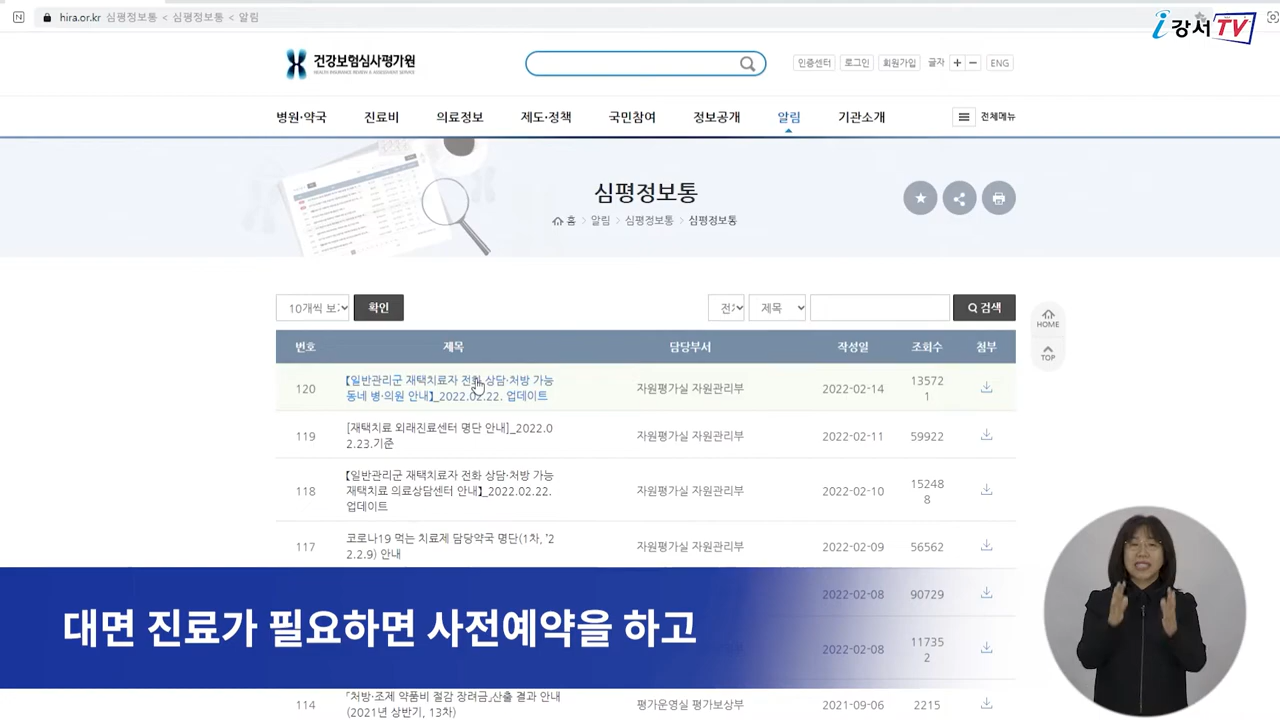 N
hira.or.kr 심평정보통 < 심평정보통 < 알림
i강서TV
건강보험심사평가원
HEALTH INSURANCE REVIEW & ASSESSMENT SERVICE
인증센터 로그인 회원가입 글자 + - ENG
병원·약국 진료비 의료정보 제도·정책 국민참여 정보공개 알림 기관소개 전체메뉴
심평정보통
홈 > 알림 > 심평정보통 > 심평정보통
10개씩 보기 확인 제목 검색
HOME
TOP
번호 제목 담당부서 작성일 조회수 첨부
120 【일반관리군 재택치료자 전화 상담·처방 가능 동네 병·의원 안내】_2022.02.22. 업데이트 자원평가실 자원관리부 2022-02-14 135721
119 [재택치료 외래진료센터 명단 안내]_2022.02.23.기준 자원평가실 자원관리부 2022-02-11 59922
118 【일반관리군 재택치료자 전화 상담·처방 가능 재택치료 의료상담센터 안내】_2022.02.22. 업데이트 자원평가실 자원관리부 2022-02-10 152488
117 코로나19 먹는 치료제 담당약국 명단(1차, '22.2.9) 안내 자원평가실 자원관리부 2022-02-09 56562
2022-02-08 90729
2022-02-08 117352
대면 진료가 필요하면 사전예약을 하고
114 「처방·조제 약품비 절감 장려금」산출 결과 안내(2021년 상반기, 13차) 평가운영실 평가보상부 2021-09-06 2215